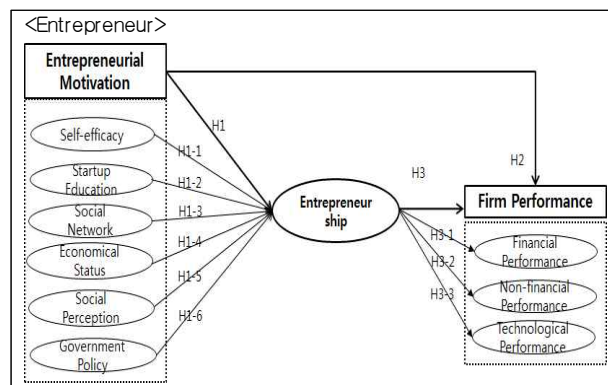 <Entrepreneur>
Entrepreneurial
Motivation
Self-efficacy
Startup
Education
Social
Network
Economical
Status
Social
Perception
Government
Policy
H1
H1-1
H1-2
H1-3
H1-4
H1-5
H1-6
Entrepreneur
ship
H3
H2
Firm Performance
H3-1
H3-2
H3-3
Financial
Performance
Non-financial
Performance
Technological
Performance